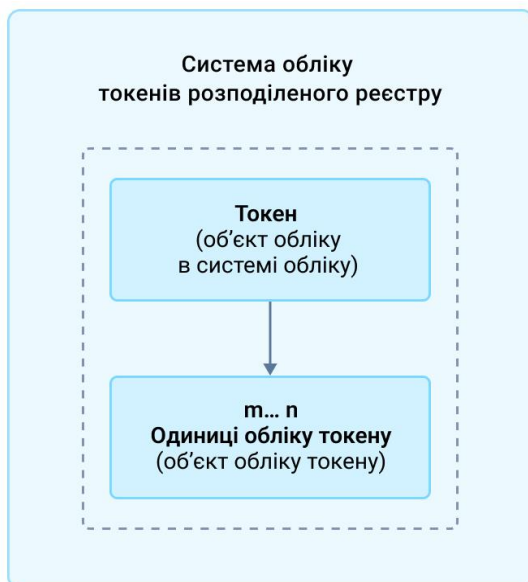 Система обліку
токенів розподіленого реєстру
Токен
(об’єкт обліку
в системі обліку)
m... n
Одиниці обліку токену
(об’єкт обліку токену)